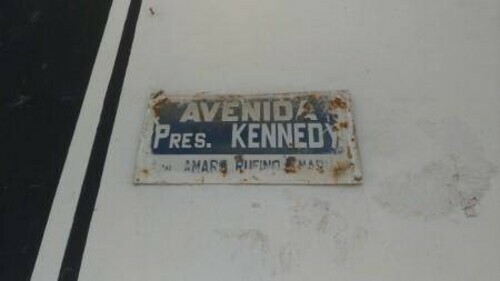 AVENIDA
PRES. KENNEDY
AMARO RUFINO